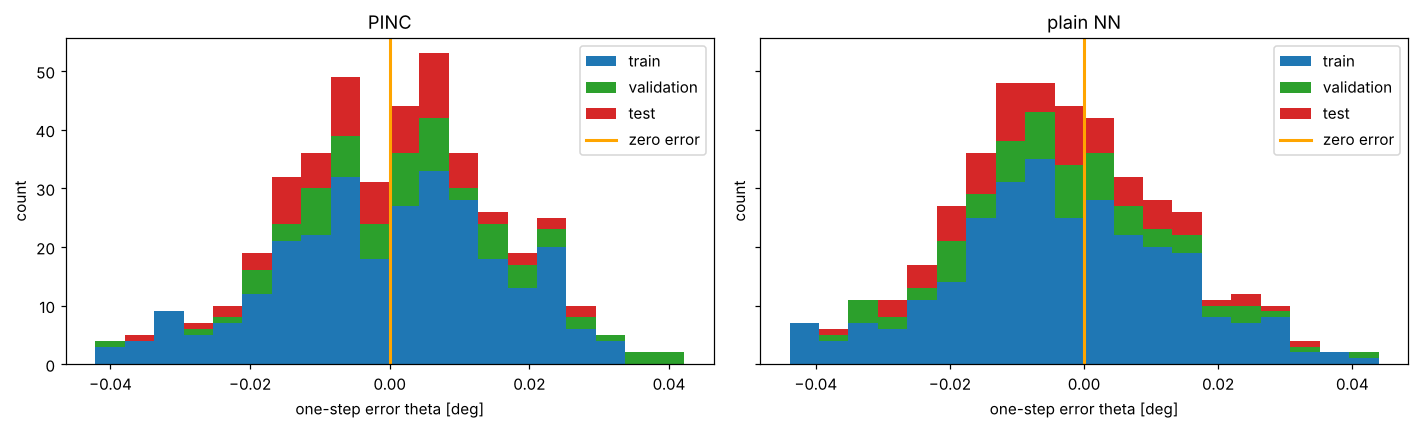 PINC
50
40
30
20
10
0
count
−0.04
−0.02
0.00
0.02
0.04
one-step error theta [deg]
train
validation
test
zero error
plain NN
count
−0.04
−0.02
0.00
0.02
0.04
one-step error theta [deg]
train
validation
test
zero error